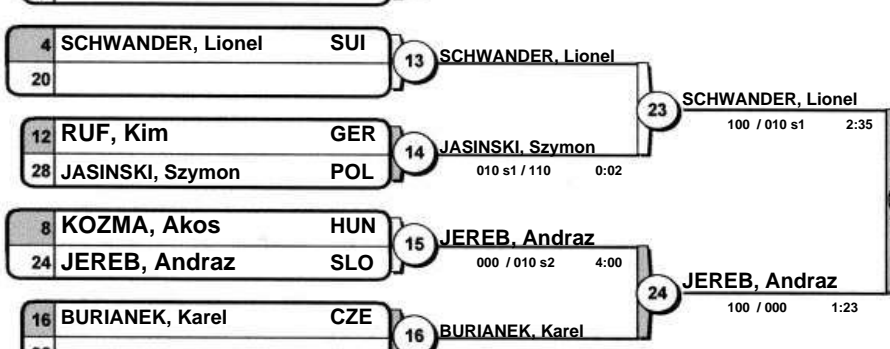 4 SCHWANDER, Lionel SUI
20
13
SCHWANDER, Lionel
12 RUF, Kim GER
28 JASINSKI, Szymon POL
14
JASINSKI, Szymon
010 s1 / 110 0:02
23
SCHWANDER, Lionel
100 / 010 s1 2:35
8 KOZMA, Akos HUN
24 JEREB, Andraz SLO
15
JEREB, Andraz
000 / 010 s2 4:00
16 BURIANEK, Karel CZE
16
BURIANEK, Karel
24
JEREB, Andraz
100 / 000 1:23